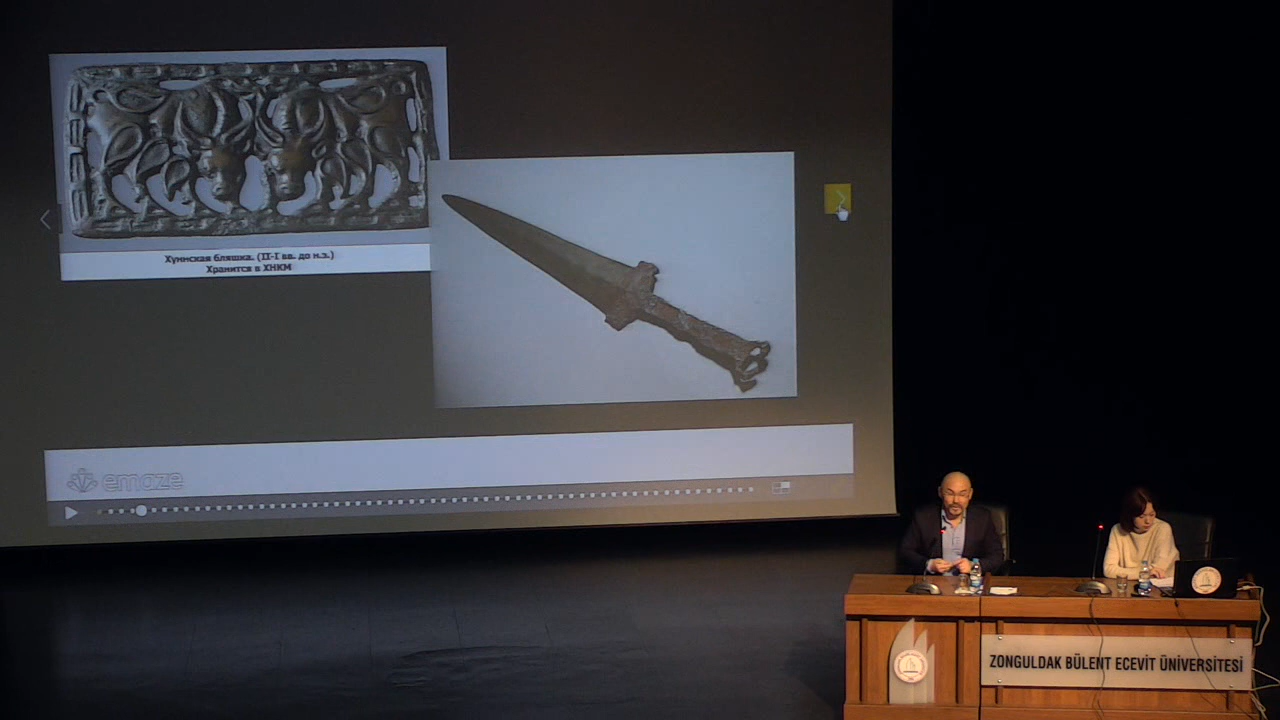 Хуннская бляшка. (II-I вв. до н.э.)
Хранится в ХНКМ
emaze
ZONGULDAK BÜLENT ECEVİT ÜNİVERSİTESİ